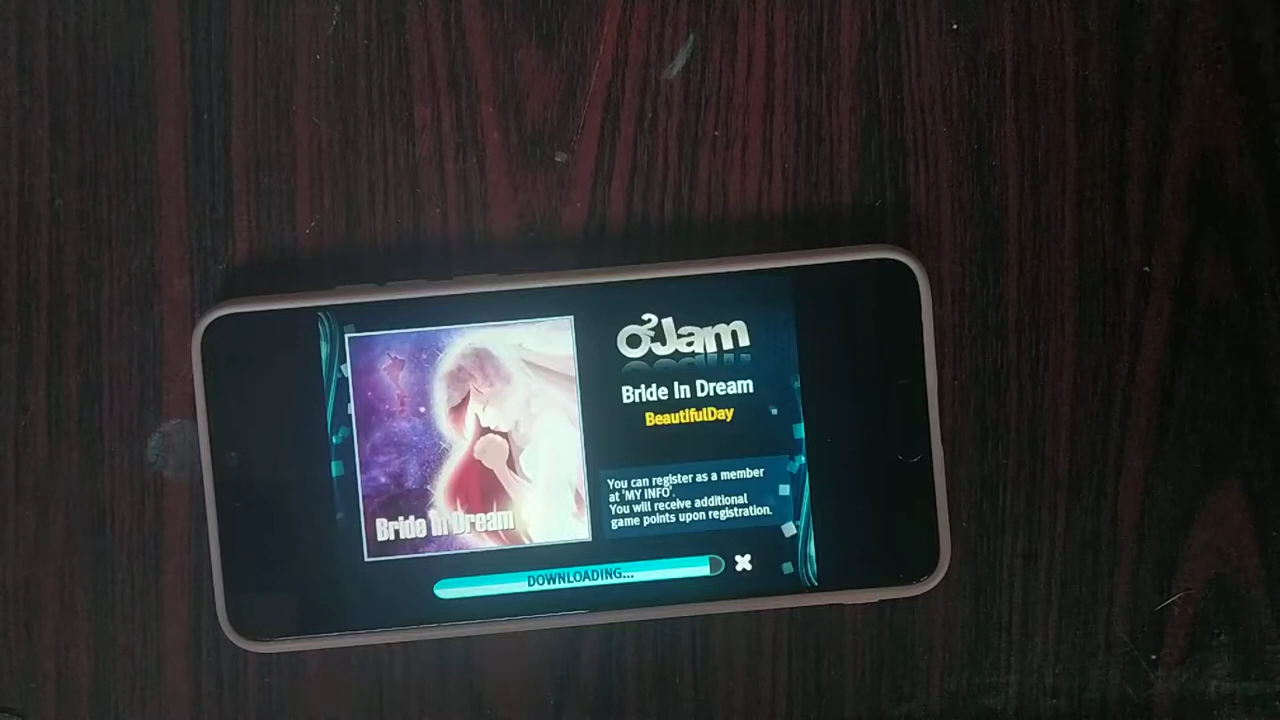 O2Jam
Bride In Dream
BeautifulDay
Bride In Dream
You can register as a member
at 'MY INFO'.
You will receive additional
game points upon registration.
DOWNLOADING...